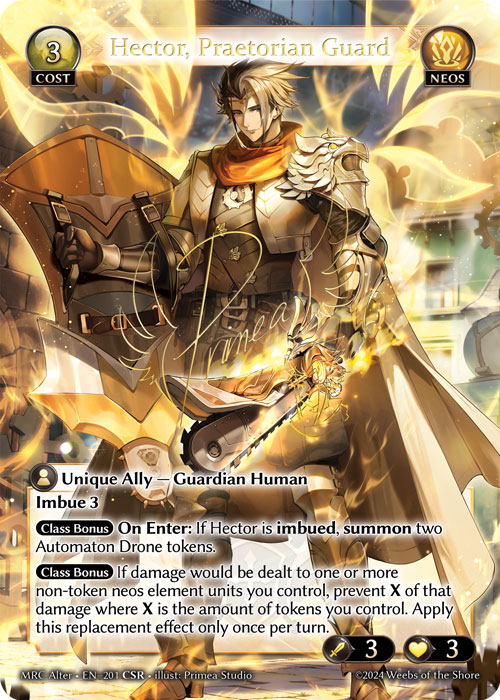 3
COST
Hector, Praetorian Guard
NEOS
Primea
Unique Ally — Guardian Human
Imbue 3
Class Bonus On Enter: If Hector is imbued, summon two
Automaton Drone tokens.
Class Bonus If damage would be dealt to one or more
non-token neos element units you control, prevent X of that
damage where X is the amount of tokens you control. Apply
this replacement effect only once per turn.
3 3
MRC Alter • EN-201 CSR • illust: Primea Studio
©2024 Weebs of the Shore